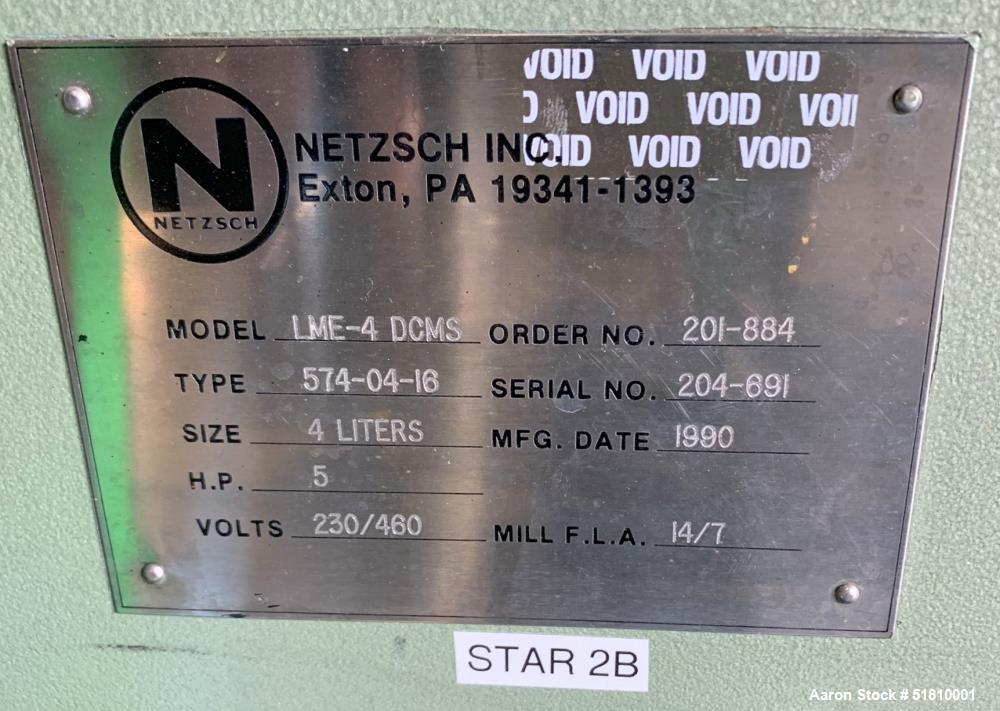 VOID VOID VOID
VOID VOID
VOID VOID VOID
N
NETZSCH
NETZSCH INC.
Exton, PA 19341-1393
MODEL LME-4 DCMS ORDER NO. 201-884
TYPE 574-04-16 SERIAL NO. 204-691
SIZE 4 LITERS MFG. DATE 1990
H.P. 5
VOLTS 230/460 MILL F.L.A. 14/7
STAR 2B
Aaron Stock # 51810001